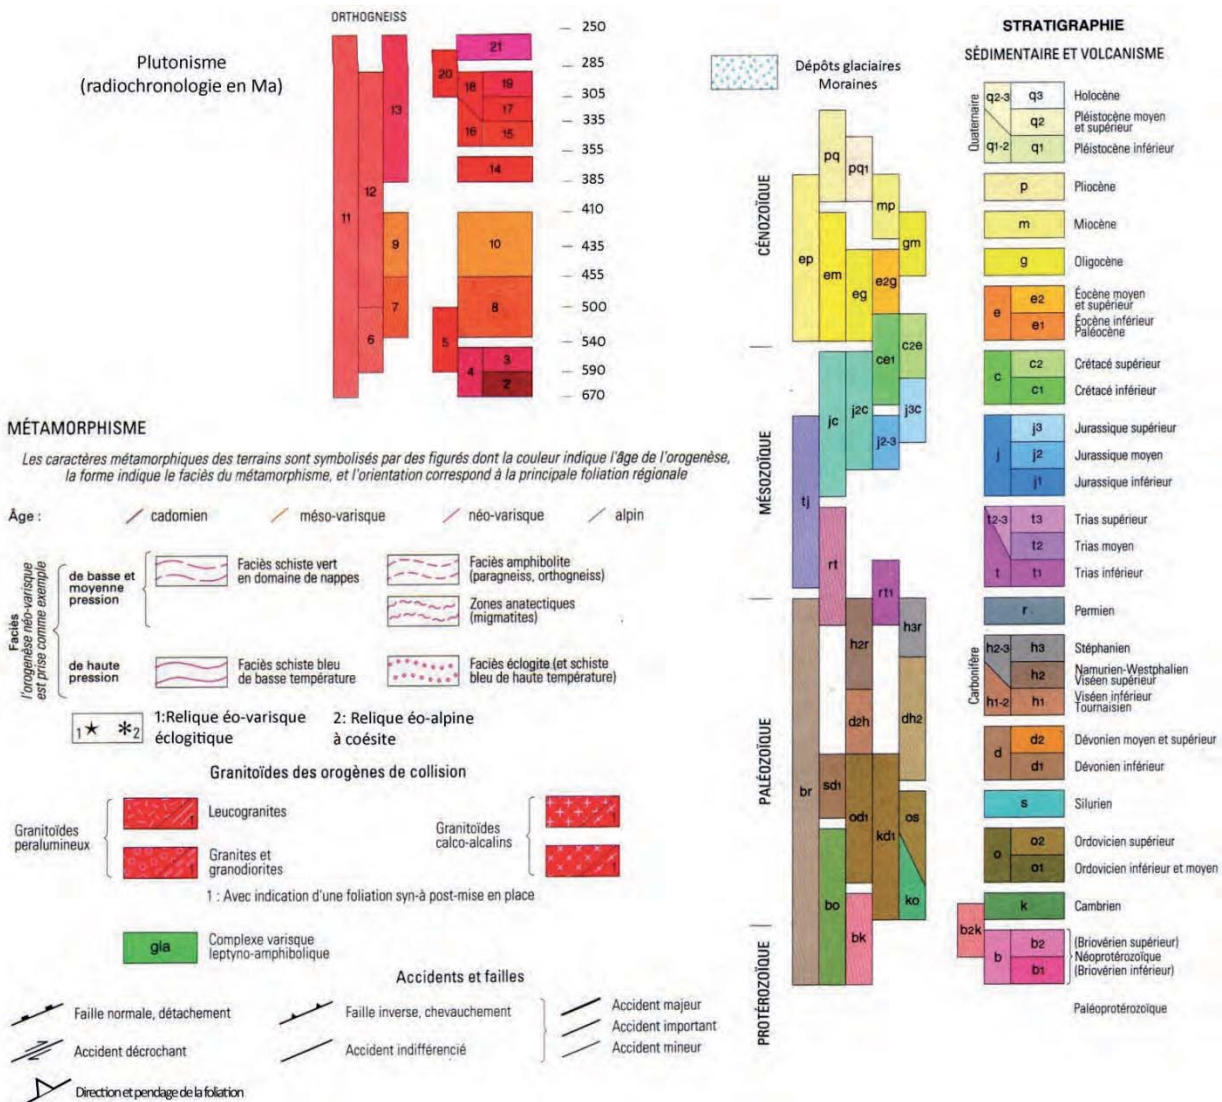 ORTHOGNEISS
Plutonisme
(radiochronologie en Ma)
11
12
6
13
9
7
20
5
21
18
19
17
16
15
14
10
8
4
3
2
250
285
305
335
355
385
410
435
455
500
540
590
670
MÉTAMORPHISME
Les caractères métamorphiques des terrains sont symbolisés par des figurés dont la couleur indique l'âge de l'orogenèse,
la forme indique le faciès du métamorphisme, et l'orientation correspond à la principale foliation régionale
Âge :
cadomien
méso-varisque
néo-varisque
alpin
Faciès
l'orogenèse néo-varisque
est prise comme exemple
de basse et
moyenne
pression
Faciès schiste vert
en domaine de nappes
Faciès amphibolite
(paragneiss, orthogneiss)
Zones anatectiques
(migmatites)
de haute
pression
Faciès schiste bleu
de basse température
Faciès éclogite (et schiste
bleu de haute température)
1★ *2
1:Relique éo-varisque
éclogitique
2: Relique éo-alpine
à coésite
Granitoïdes des orogènes de collision
Granitoïdes
peralumineux
1
Leucogranites
1
Granites et
granodiorites
Granitoïdes
calco-alcalins
1
1
1 : Avec indication d'une foliation syn-à post-mise en place
gla
Complexe varisque
leptyno-amphibolique
Accidents et failles
Faille normale, détachement
Faille inverse, chevauchement
Accident majeur
Accident important
Accident mineur
Accident décrochant
Accident indifférencié
Direction et pendage de la foliation
Dépôts glaciaires
Moraines
CÉNOZOÏQUE
MÉSOZOÏQUE
PALÉOZOÏQUE
PROTÉROZOÏQUE
pq
pq1
ep
em
eg
mp
e2g
gm
ce1
c2e
jc
j2c
j3c
j2-3
tj
rt
rt1
br
h2r
h3r
d2h
dh2
sd1
od1
kd1
os
ko
bo
bk
STRATIGRAPHIE
SÉDIMENTAIRE ET VOLCANISME
Quaternaire
q2-3
q1-2
q3
Holocène
q2
Pléistocène moyen
et supérieur
q1
Pléistocène inférieur
p
Pliocène
m
Miocène
g
Oligocène
e
e2
Éocène moyen
et supérieur
e1
Éocène inférieur
Paléocène
c
c2
Crétacé supérieur
c1
Crétacé inférieur
j
j3
Jurassique supérieur
j2
Jurassique moyen
j1
Jurassique inférieur
t2-3
t
t3
Trias supérieur
t2
Trias moyen
t1
Trias inférieur
r
Permien
Carbonifère
h2-3
h1-2
h3
Stéphanien
h2
Namurien-Westphalien
Viséen supérieur
h1
Viséen inférieur
Tournaisien
d
d2
Dévonien moyen et supérieur
d1
Dévonien inférieur
s
Silurien
o
o2
Ordovicien supérieur
o1
Ordovicien inférieur et moyen
k
Cambrien
b2k
b
b2
(Briovérien supérieur)
Néoprotérozoïque
b1
(Briovérien inférieur)
Paléoprotérozoïque